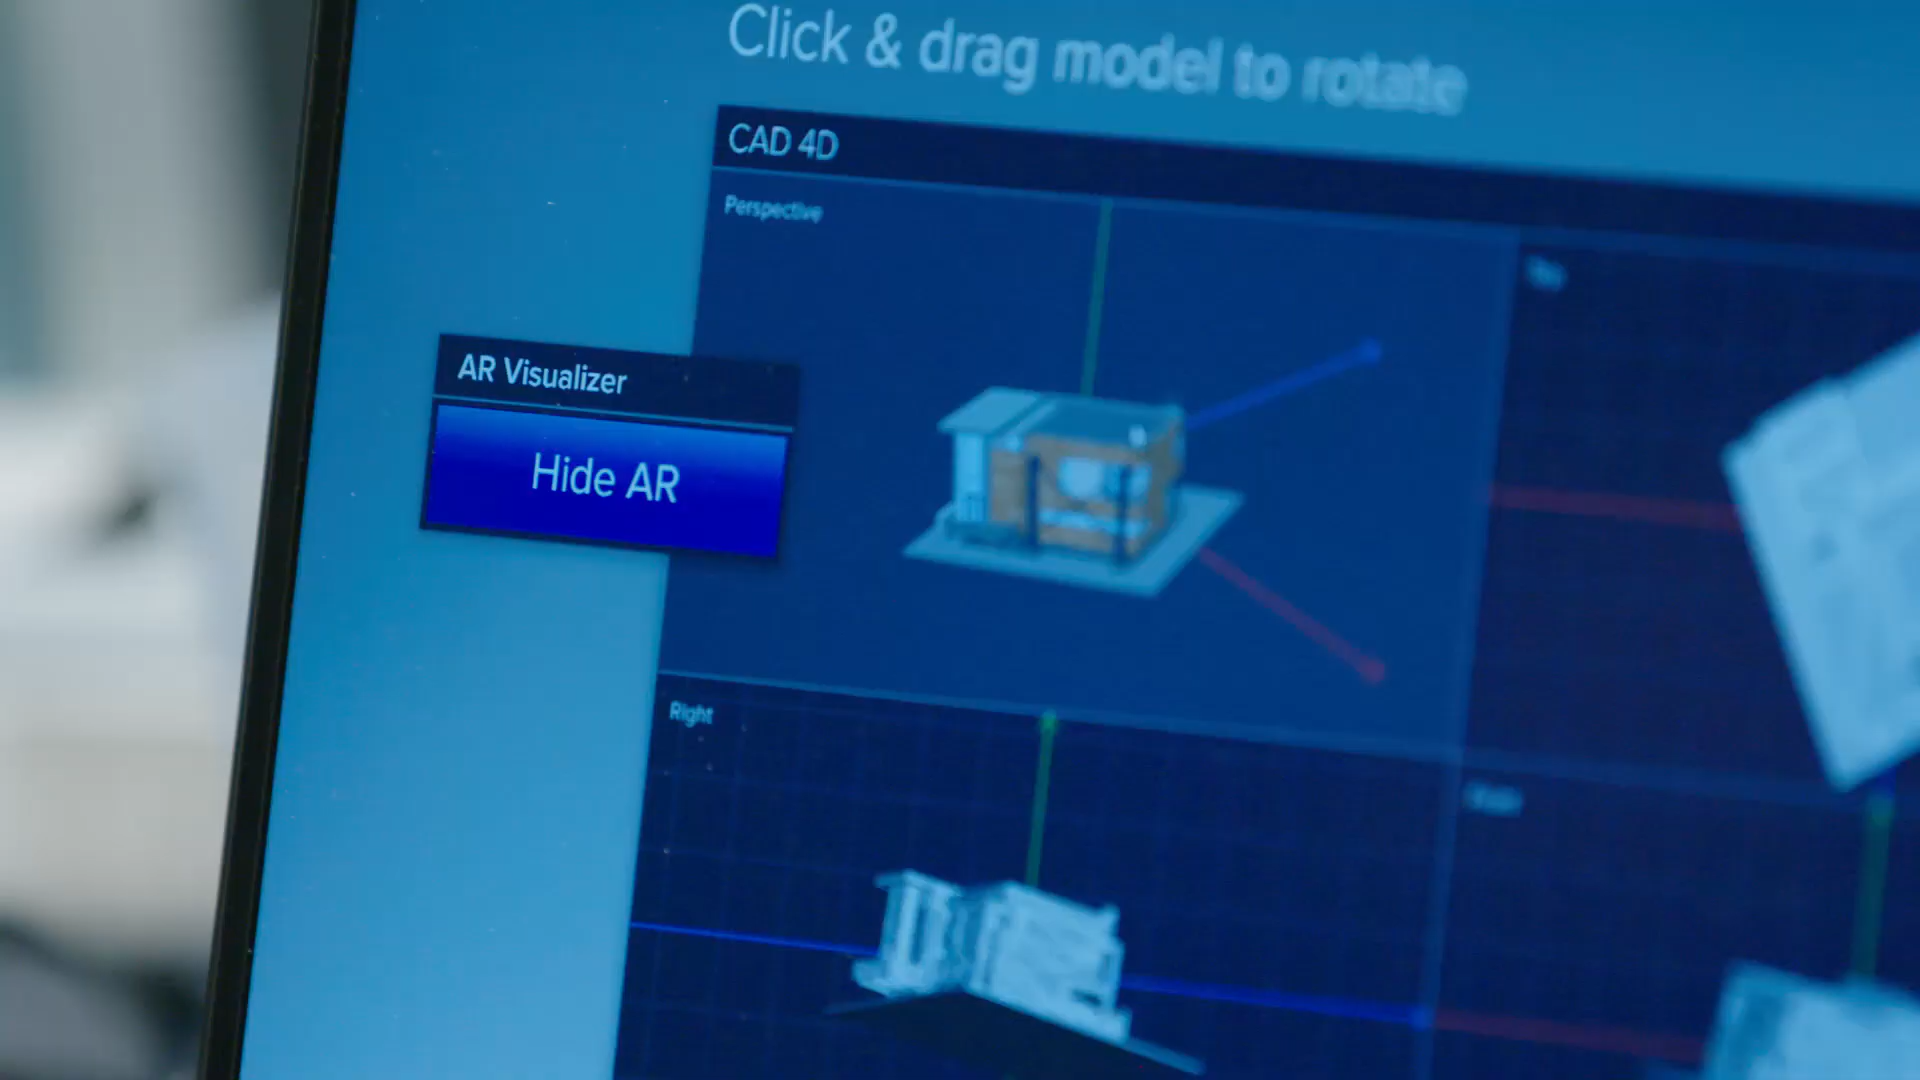 Click & drag model to rotate
CAD 4D
Perspective
AR Visualizer
Hide AR
Right